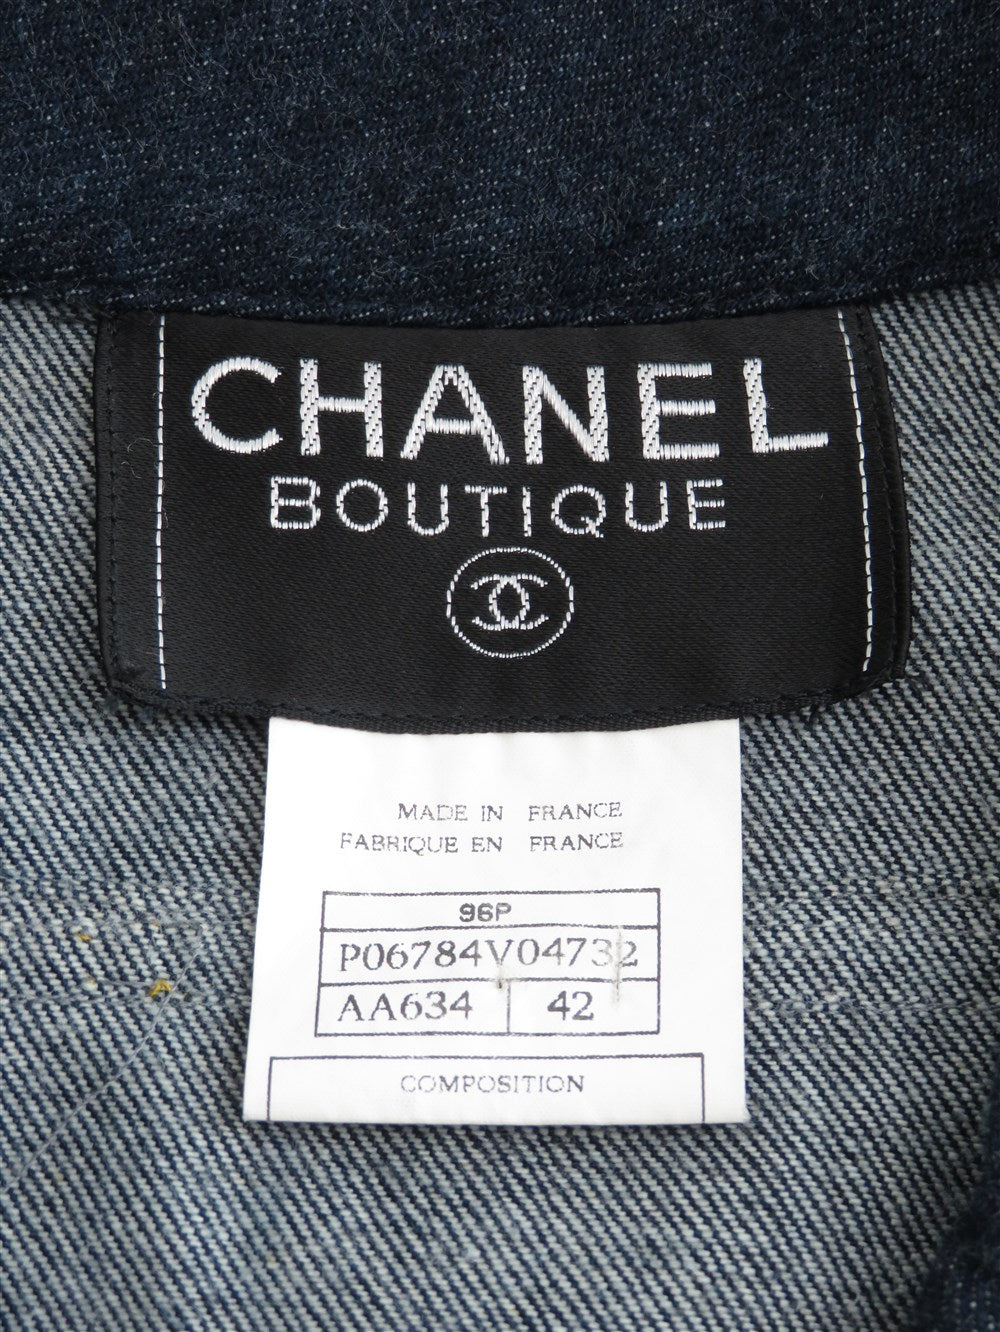 CHANEL
BOUTIQUE
MADE IN FRANCE
FABRIQUE EN FRANCE
96P
P06784V04732
AA634 42
COMPOSITION